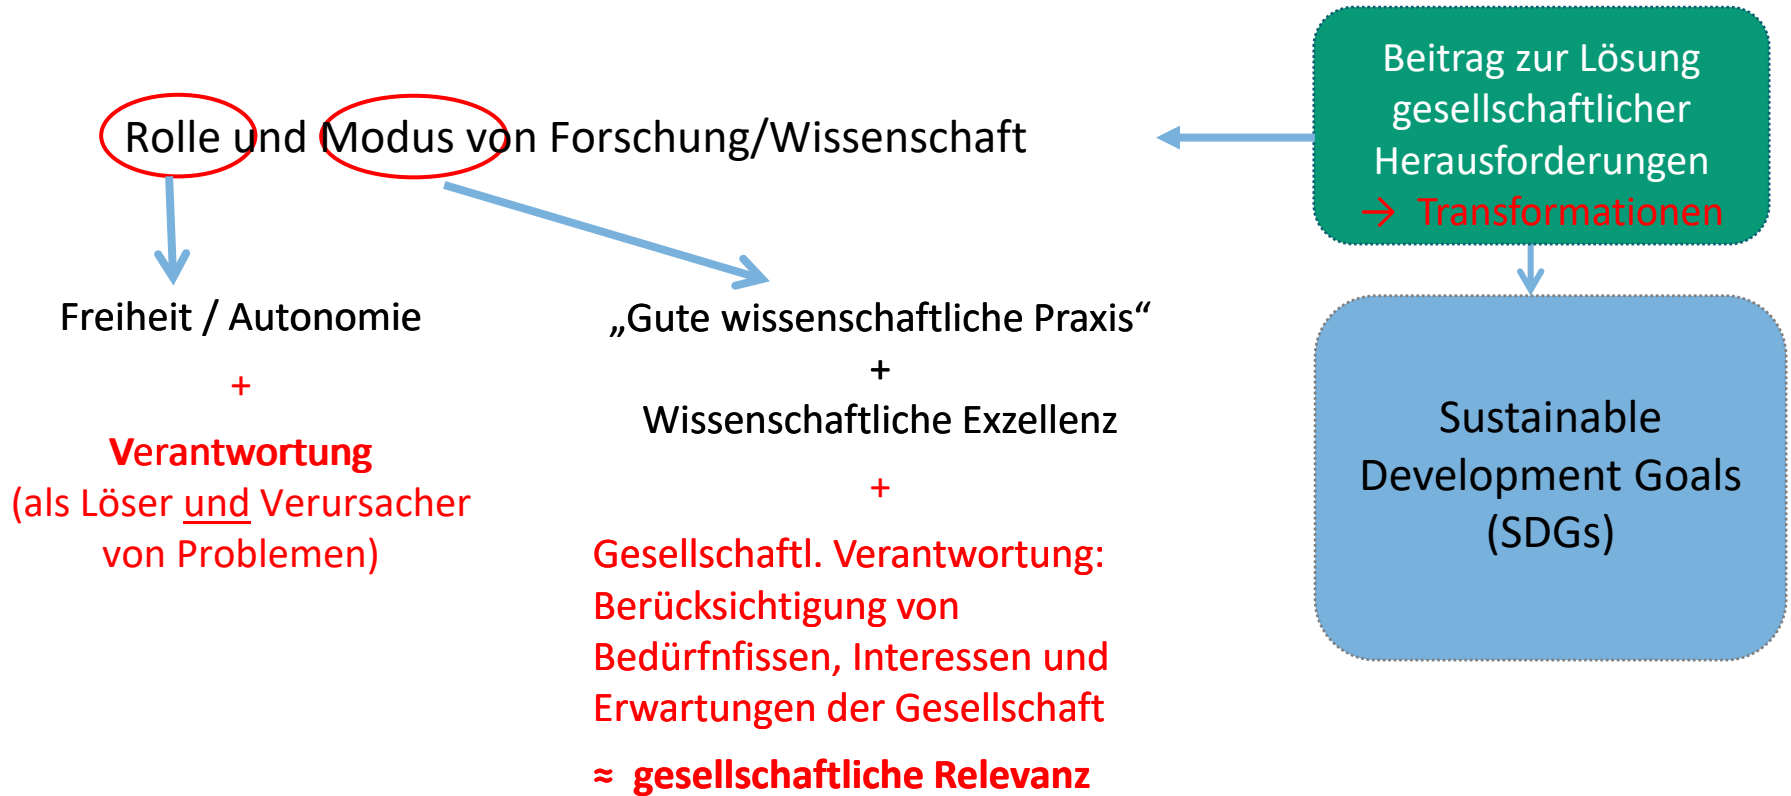 Rolle und Modus von Forschung/Wissenschaft
Freiheit / Autonomie
+
Verantwortung
(als Löser und Verursacher
von Problemen)
„Gute wissenschaftliche Praxis“
+
Wissenschaftliche Exzellenz
+
Gesellschaftl. Verantwortung:
Berücksichtigung von
Bedürfnfissen, Interessen und
Erwartungen der Gesellschaft
≈ gesellschaftliche Relevanz
Beitrag zur Lösung
gesellschaftlicher
Herausforderungen
→ Transformationen
Sustainable
Development Goals
(SDGs)